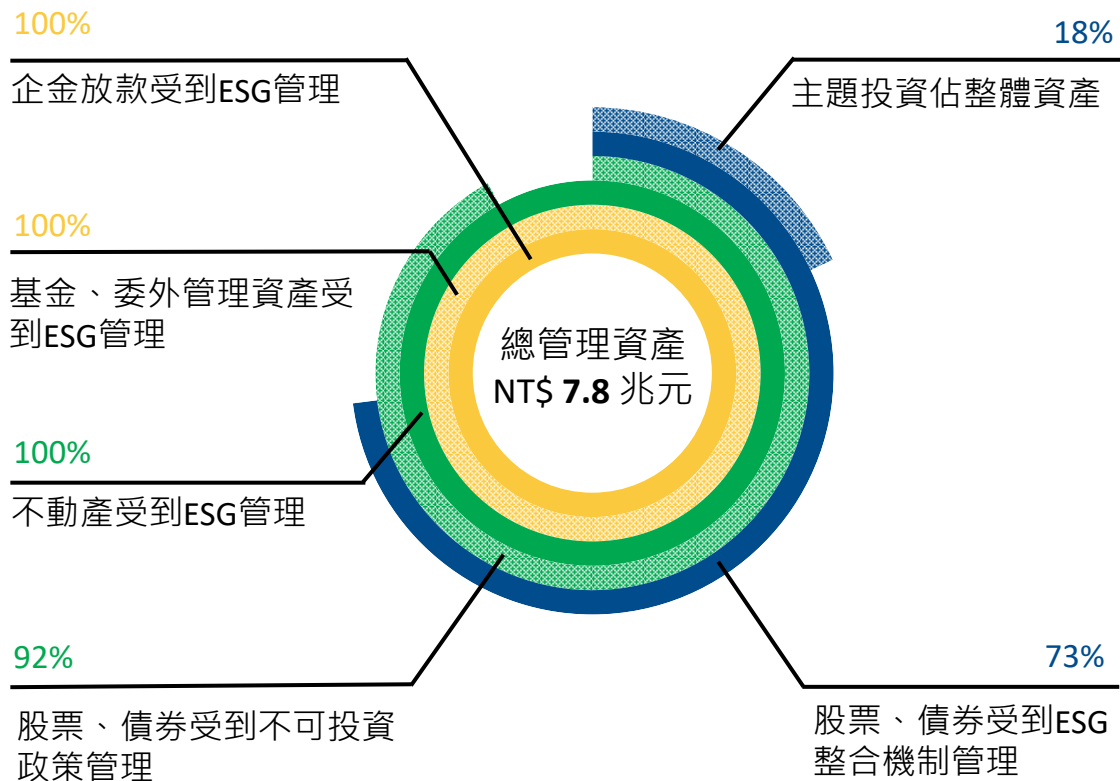 100%
企金放款受到ESG管理
100%
基金、委外管理資產受
到ESG管理
100%
不動產受到ESG管理
92%
股票、債券受到不可投資
政策管理
總管理資產
NT$ 7.8 兆元
18%
主題投資佔整體資產
73%
股票、債券受到ESG
整合機制管理